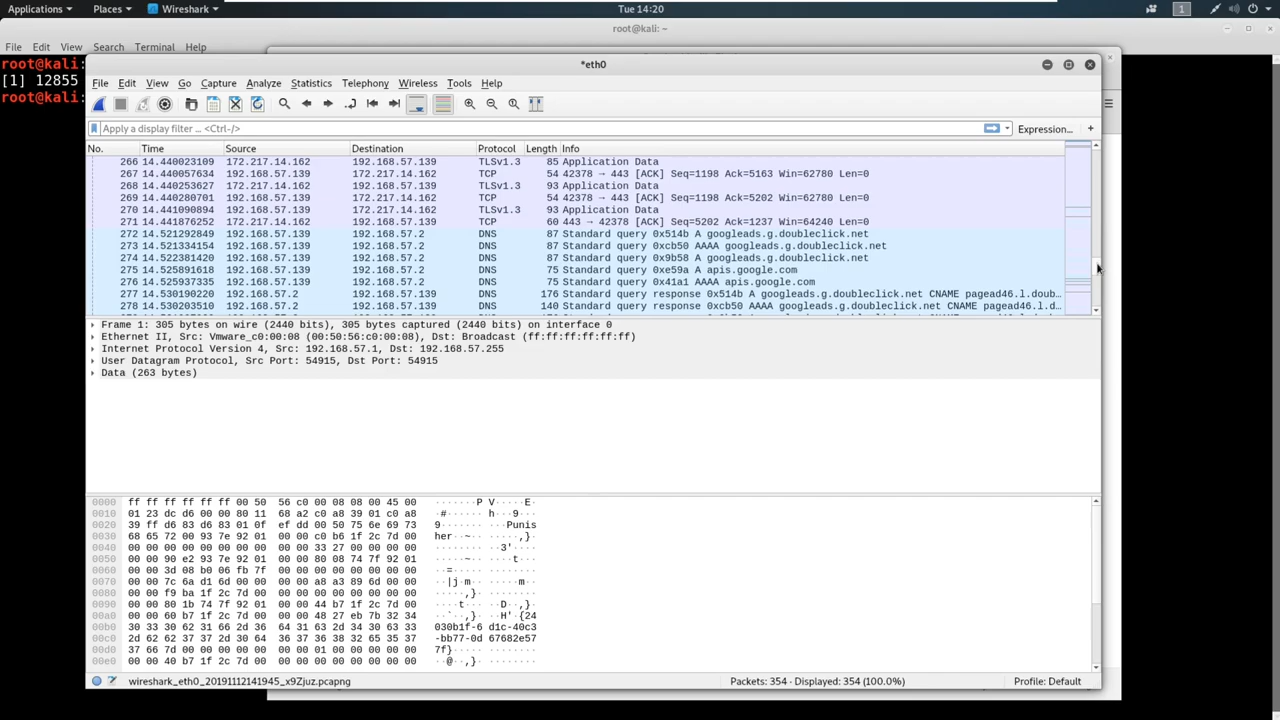 Applications Places Wireshark Tue 14:20 1
root@kali: ~
File Edit View Search Terminal Help
root@kali:
[1] 12855
root@kali:
*eth0
File Edit View Go Capture Analyze Statistics Telephony Wireless Tools Help
Apply a display filter ... <Ctrl-/> Expression... +
No. Time Source Destination Protocol Length Info
266 14.440023109 172.217.14.162 192.168.57.139 TLSv1.3 85 Application Data
267 14.440057634 192.168.57.139 172.217.14.162 TCP 54 42378 → 443 [ACK] Seq=1198 Ack=5163 Win=62780 Len=0
268 14.440253627 172.217.14.162 192.168.57.139 TLSv1.3 93 Application Data
269 14.440280701 192.168.57.139 172.217.14.162 TCP 54 42378 → 443 [ACK] Seq=1198 Ack=5202 Win=62780 Len=0
270 14.441090894 192.168.57.139 172.217.14.162 TLSv1.3 93 Application Data
271 14.441876252 172.217.14.162 192.168.57.139 TCP 60 443 → 42378 [ACK] Seq=5202 Ack=1237 Win=64240 Len=0
272 14.521292849 192.168.57.139 192.168.57.2 DNS 87 Standard query 0x514b A googleads.g.doubleclick.net
273 14.521334154 192.168.57.139 192.168.57.2 DNS 87 Standard query 0xcb50 AAAA googleads.g.doubleclick.net
274 14.522381420 192.168.57.139 192.168.57.2 DNS 87 Standard query 0x9b58 A googleads.g.doubleclick.net
275 14.525891618 192.168.57.139 192.168.57.2 DNS 75 Standard query 0xe59a A apis.google.com
276 14.525937335 192.168.57.139 192.168.57.2 DNS 75 Standard query 0x41a1 AAAA apis.google.com
277 14.530190220 192.168.57.2 192.168.57.139 DNS 176 Standard query response 0x514b A googleads.g.doubleclick.net CNAME pagead46.l.doub…
278 14.530203510 192.168.57.2 192.168.57.139 DNS 140 Standard query response 0xcb50 AAAA googleads.g.doubleclick.net CNAME pagead46.l.d…
Frame 1: 305 bytes on wire (2440 bits), 305 bytes captured (2440 bits) on interface 0
Ethernet II, Src: Vmware_c0:00:08 (00:50:56:c0:00:08), Dst: Broadcast (ff:ff:ff:ff:ff:ff)
Internet Protocol Version 4, Src: 192.168.57.1, Dst: 192.168.57.255
User Datagram Protocol, Src Port: 54915, Dst Port: 54915
Data (263 bytes)
0000 ff ff ff ff ff ff 00 50 56 c0 00 08 08 00 45 00 ·······P V·····E·
0010 01 23 dc d6 00 00 80 11 68 a2 c0 a8 39 01 c0 a8 ·#······ h···9···
0020 39 ff d6 83 d6 83 01 0f ef dd 00 50 75 6e 69 73 9······· ···Punis
0030 68 65 72 00 93 7e 92 01 00 00 c0 b6 1f 2c 7d 00 her··~·· ·····,}·
0040 00 00 00 00 00 00 00 00 00 00 33 27 00 00 00 00 ········ ··3'····
0050 00 00 90 e2 93 7e 92 01 00 00 80 08 74 7f 92 01 ·····~·· ····t···
0060 00 00 3d 08 b0 06 fb 7f 00 00 00 00 00 00 00 00 ··=····· ········
0070 00 00 7c 6a d1 6d 00 00 00 00 a8 a3 89 6d 00 00 ··|j·m·· ·····m··
0080 00 00 f9 ba 1f 2c 7d 00 00 00 00 00 00 00 00 00 ·····,}· ········
0090 00 00 80 1b 74 7f 92 01 00 00 44 b7 1f 2c 7d 00 ····t··· ··D··,}·
00a0 00 00 60 b7 1f 2c 7d 00 00 00 48 27 eb 7b 32 34 ··`··,}· ··H'·{24
00b0 30 33 30 62 31 66 2d 36 64 31 63 2d 34 30 63 33 030b1f-6 d1c-40c3
00c0 2d 62 62 37 37 2d 30 64 36 37 36 38 32 65 35 37 -bb77-0d 67682e57
00d0 37 66 7d 00 00 00 00 00 00 01 00 00 00 00 00 00 7f}····· ········
00e0 00 00 40 b7 1f 2c 7d 00 00 00 00 00 00 00 00 00 ··@··,}· ········
wireshark_eth0_20191112141945_x9Zjuz.pcapng Packets: 354 · Displayed: 354 (100.0%) Profile: Default